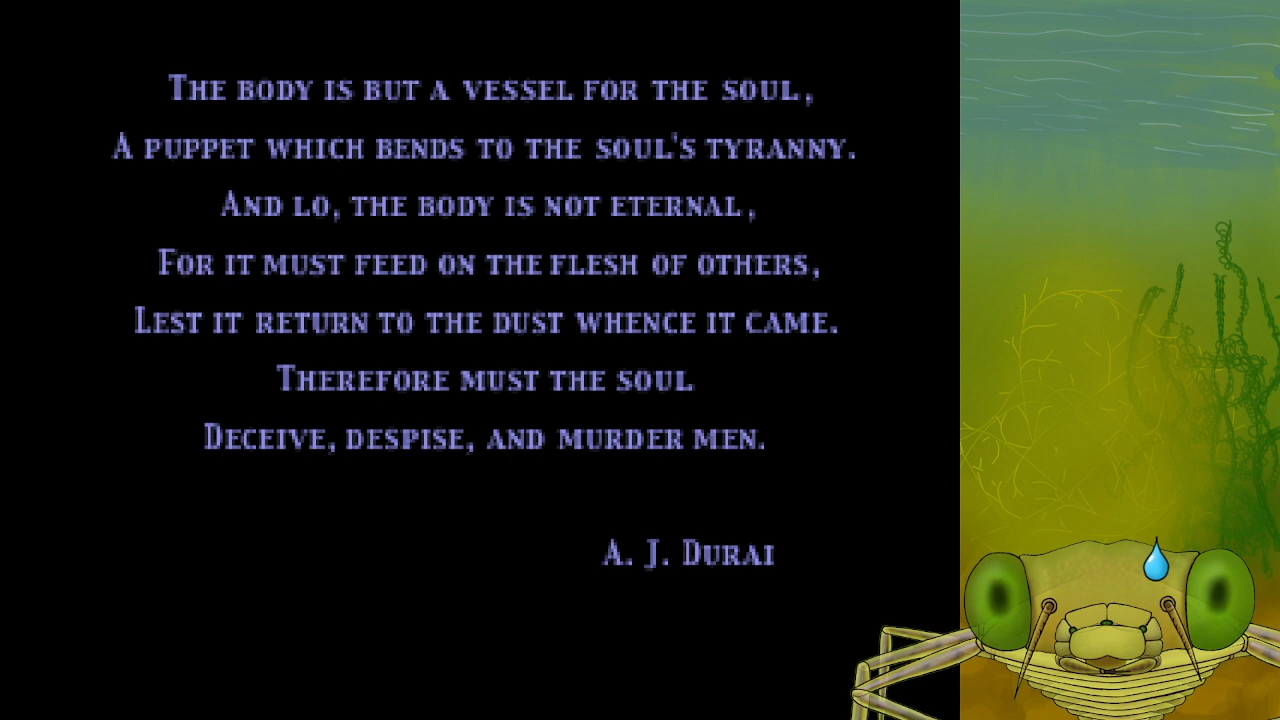 The body is but a vessel for the soul,
A puppet which bends to the soul's tyranny.
And lo, the body is not eternal,
For it must feed on the flesh of others,
Lest it return to the dust whence it came.
Therefore must the soul
Deceive, despise, and murder men.
A. J. Durai